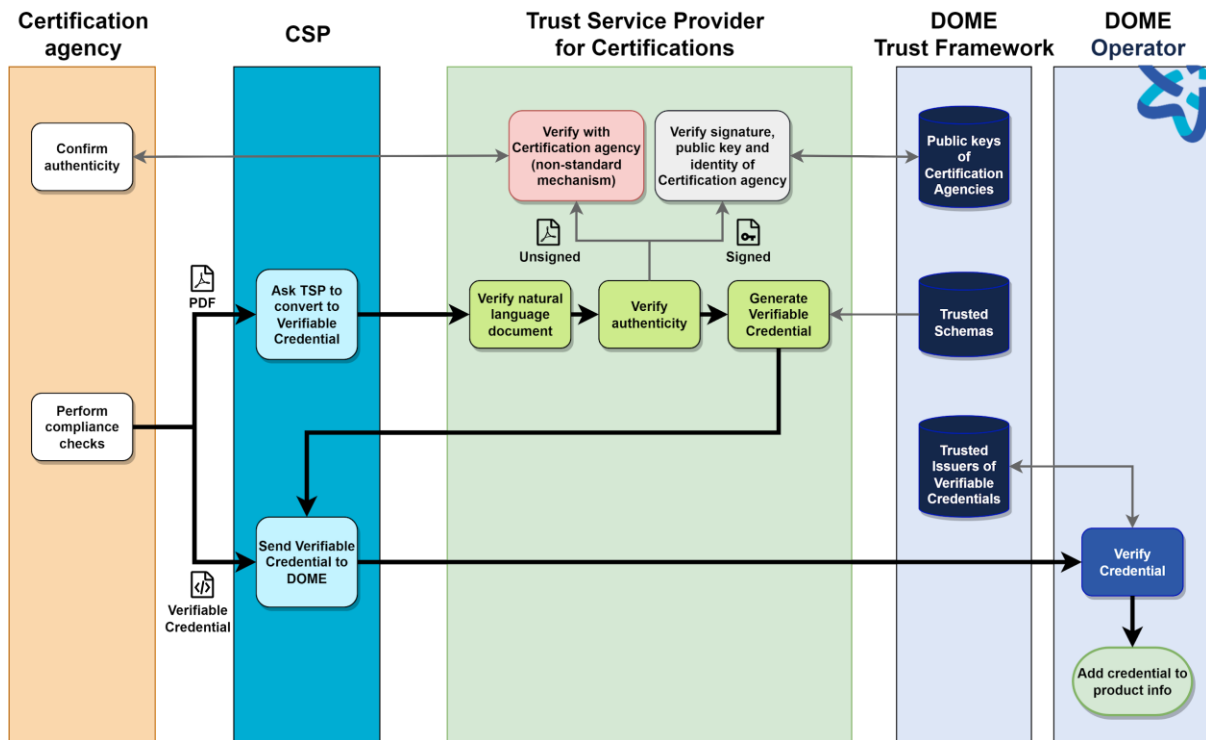 Certification
agency
CSP
Trust Service Provider
for Certifications
DOME
Trust Framework
DOME
Operator
Confirm
authenticity
Verify with
Certification agency
(non-standard
mechanism)
Verify signature,
public key and
identity of
Certification agency
Public keys
of
Certification
Agencies
Unsigned
Signed
PDF
Ask TSP to
convert to
Verifiable
Credential
Verify natural
language
document
Verify
authenticity
Generate
Verifiable
Credential
Trusted
Schemas
Perform
compliance
checks
Trusted
Issuers of
Verifiable
Credentials
Send Verifiable
Credential to
DOME
Verify
Credential
Verifiable
Credential
Add credential to
product info